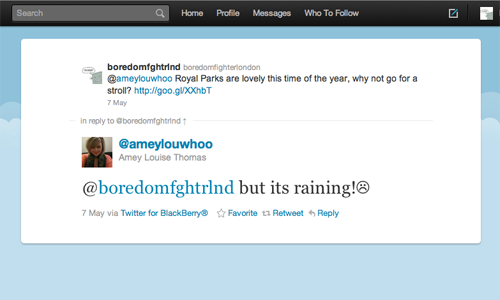 Search Home Profile Messages Who To Follow
boredomfghtrlnd boredomfighterlondon
@ameylouwhoo Royal Parks are lovely this time of the year, why not go for a
stroll? http://goo.gl/XXhbT
7 May
in reply to @boredomfghtrlnd ↑
@ameylouwhoo
Amey Louise Thomas
@boredomfghtrlnd but its raining!☹
7 May via Twitter for BlackBerry® Favorite Retweet Reply